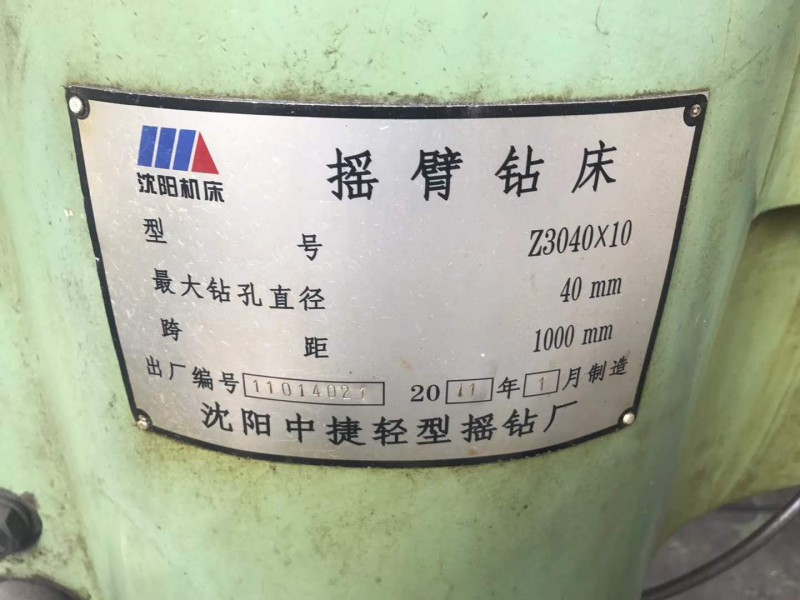 沈阳机床
摇臂钻床
型号 Z3040X10
最大钻孔直径 40 mm
跨距 1000 mm
出厂编号 11014021 2011年1月制造
沈阳中捷轻型摇钻厂